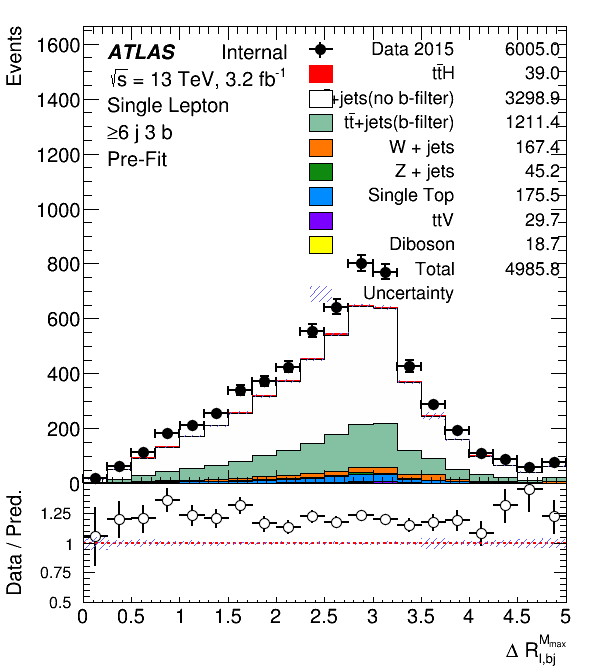 Events
1600
1400
1200
1000
800
600
400
200
0
ATLAS Internal
√s = 13 TeV, 3.2 fb⁻¹
Single Lepton
≥6 j 3 b
Pre-Fit
Data 2015 6005.0
tt̄H 39.0
+jets(no b-filter) 3298.9
tt̄+jets(b-filter) 1211.4
W + jets 167.4
Z + jets 45.2
Single Top 175.5
ttV 29.7
Diboson 18.7
Total 4985.8
Uncertainty
Data / Pred.
1.25
1
0.75
0.5
0 0.5 1 1.5 2 2.5 3 3.5 4 4.5 5
Δ R_{l,bj}^{M_{max}}